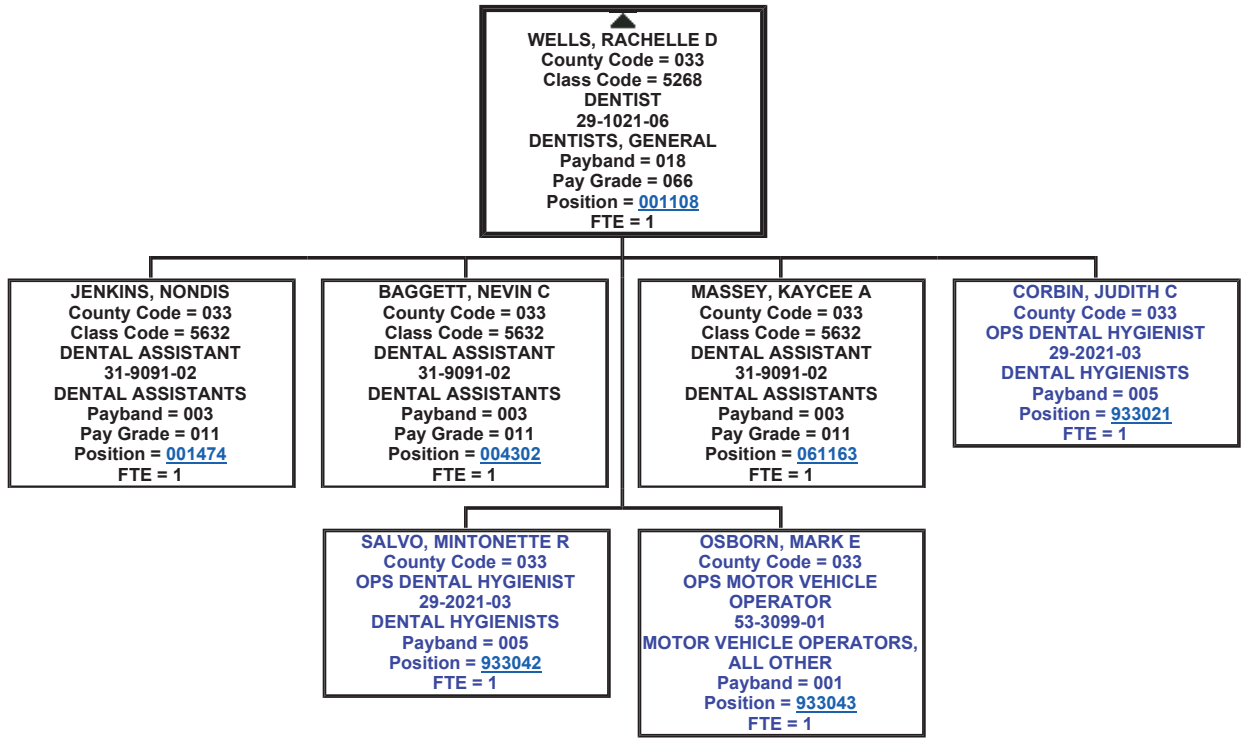 WELLS, RACHELLE D
County Code = 033
Class Code = 5268
DENTIST
29-1021-06
DENTISTS, GENERAL
Payband = 018
Pay Grade = 066
Position = 001108
FTE = 1
JENKINS, NONDIS
County Code = 033
Class Code = 5632
DENTAL ASSISTANT
31-9091-02
DENTAL ASSISTANTS
Payband = 003
Pay Grade = 011
Position = 001474
FTE = 1
BAGGETT, NEVIN C
County Code = 033
Class Code = 5632
DENTAL ASSISTANT
31-9091-02
DENTAL ASSISTANTS
Payband = 003
Pay Grade = 011
Position = 004302
FTE = 1
MASSEY, KAYCEE A
County Code = 033
Class Code = 5632
DENTAL ASSISTANT
31-9091-02
DENTAL ASSISTANTS
Payband = 003
Pay Grade = 011
Position = 061163
FTE = 1
CORBIN, JUDITH C
County Code = 033
OPS DENTAL HYGIENIST
29-2021-03
DENTAL HYGIENISTS
Payband = 005
Position = 933021
FTE = 1
SALVO, MINTONETTE R
County Code = 033
OPS DENTAL HYGIENIST
29-2021-03
DENTAL HYGIENISTS
Payband = 005
Position = 933042
FTE = 1
OSBORN, MARK E
County Code = 033
OPS MOTOR VEHICLE
OPERATOR
53-3099-01
MOTOR VEHICLE OPERATORS,
ALL OTHER
Payband = 001
Position = 933043
FTE = 1